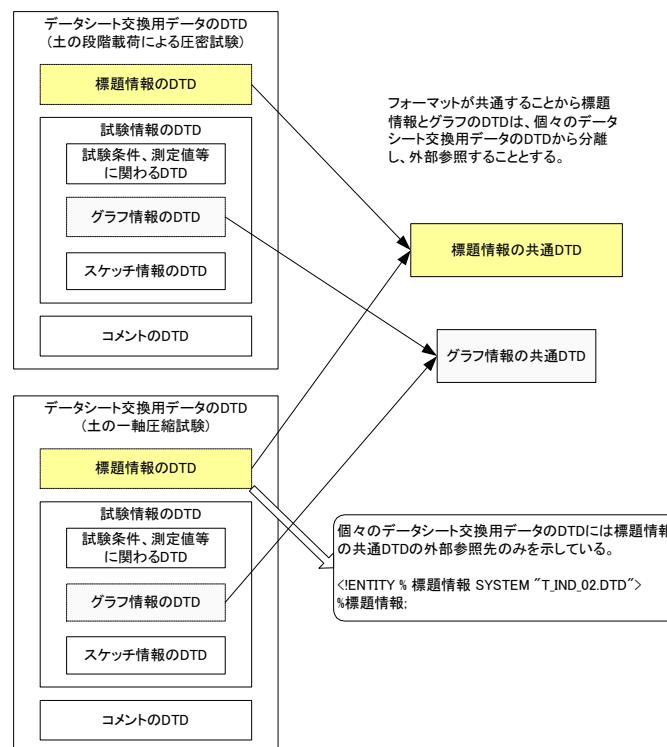 データシート交換用データのDTD
(土の段階載荷による圧密試験)
標題情報のDTD
試験情報のDTD
試験条件、測定値等
に関わるDTD
グラフ情報のDTD
スケッチ情報のDTD
コメントのDTD
フォーマットが共通することから標題
情報とグラフのDTDは、個々のデータ
シート交換用データのDTDから分離
し、外部参照することとする。
標題情報の共通DTD
グラフ情報の共通DTD
データシート交換用データのDTD
(土の一軸圧縮試験)
標題情報のDTD
試験情報のDTD
試験条件、測定値等
に関わるDTD
グラフ情報のDTD
スケッチ情報のDTD
コメントのDTD
個々のデータシート交換用データのDTDには標題情報
の共通DTDの外部参照先のみを示している。
<!ENTITY % 標題情報 SYSTEM "T_IND_02.DTD">
%標題情報;